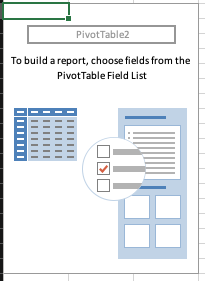 PivotTable2
To build a report, choose fields from the
PivotTable Field List